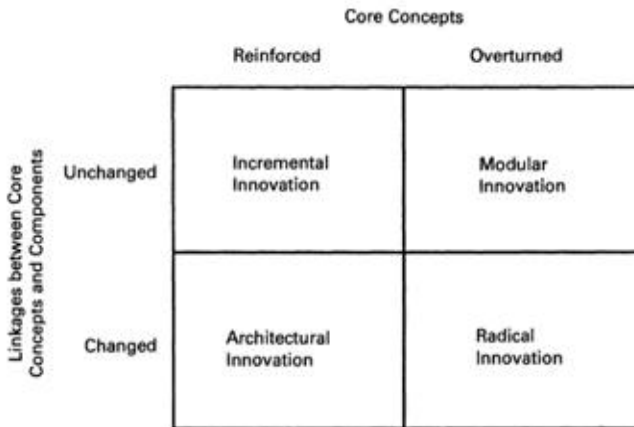 Core Concepts
Reinforced
Overturned
Linkages between Core
Concepts and Components
Unchanged
Incremental
Innovation
Modular
Innovation
Changed
Architectural
Innovation
Radical
Innovation